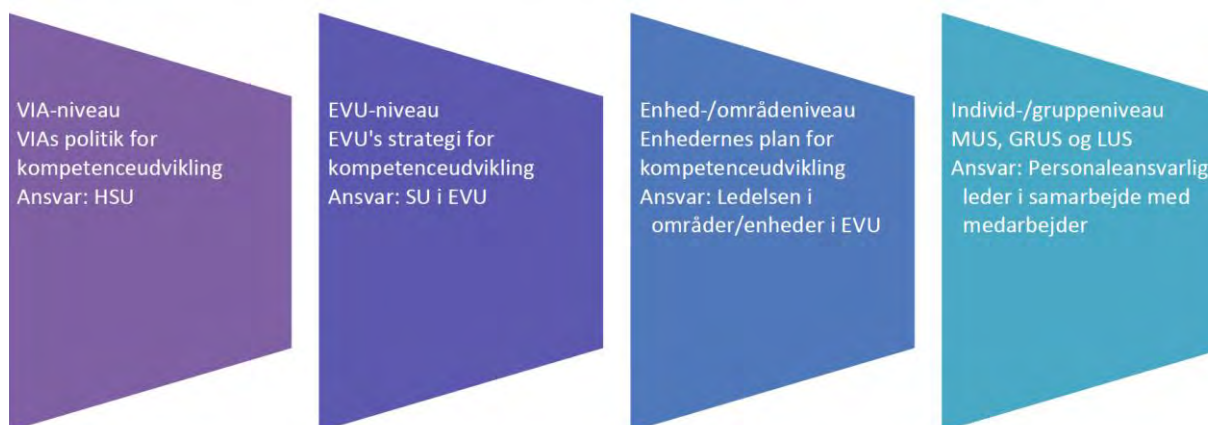 VIA-niveau
VIAs politik for
kompetenceudvikling
Ansvar: HSU
EVU-niveau
EVU's strategi for
kompetenceudvikling
Ansvar: SU i EVU
Enhed-/områdeniveau
Enhedernes plan for
kompetenceudvikling
Ansvar: Ledelsen i
områder/enheder i EVU
Individ-/gruppeniveau
MUS, GRUS og LUS
Ansvar: Personaleansvarlig
leder i samarbejde med
medarbejder